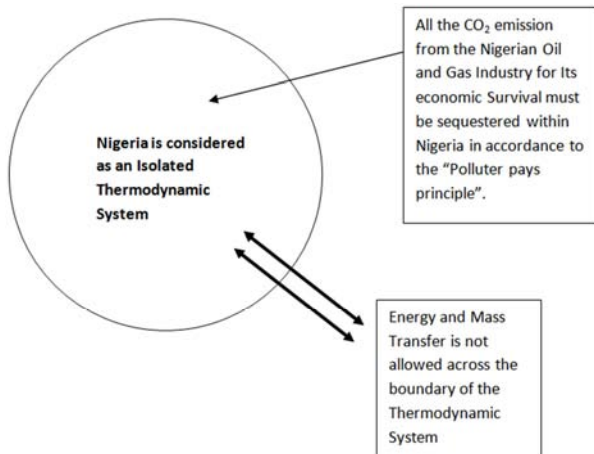 All the CO₂ emission
from the Nigerian Oil
and Gas Industry for Its
economic Survival must
be sequestered within
Nigeria in accordance to
the “Polluter pays
principle”.
Nigeria is considered
as an Isolated
Thermodynamic
System
Energy and Mass
Transfer is not
allowed across the
boundary of the
Thermodynamic
System